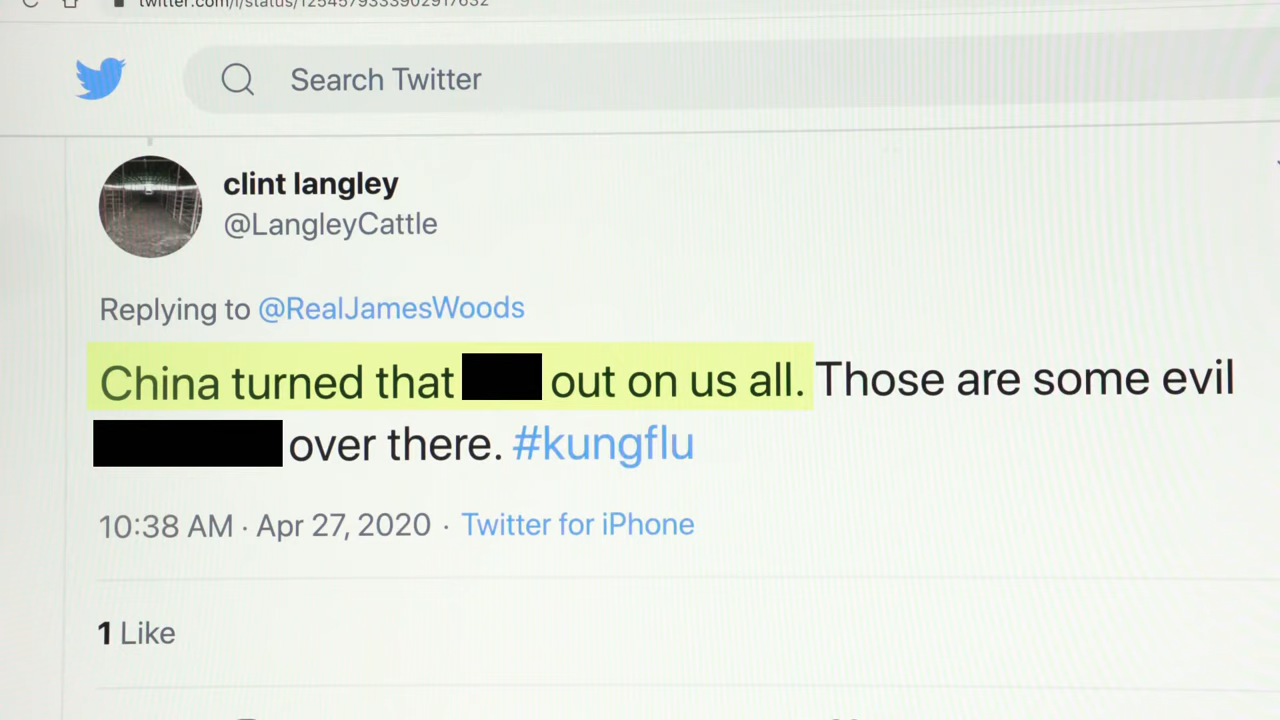 twitter.com/i/status/1254579333902917632
Search Twitter
clint langley
@LangleyCattle
Replying to @RealJamesWoods
China turned that out on us all. Those are some evil
over there. #kungflu
10:38 AM · Apr 27, 2020 · Twitter for iPhone
1 Like